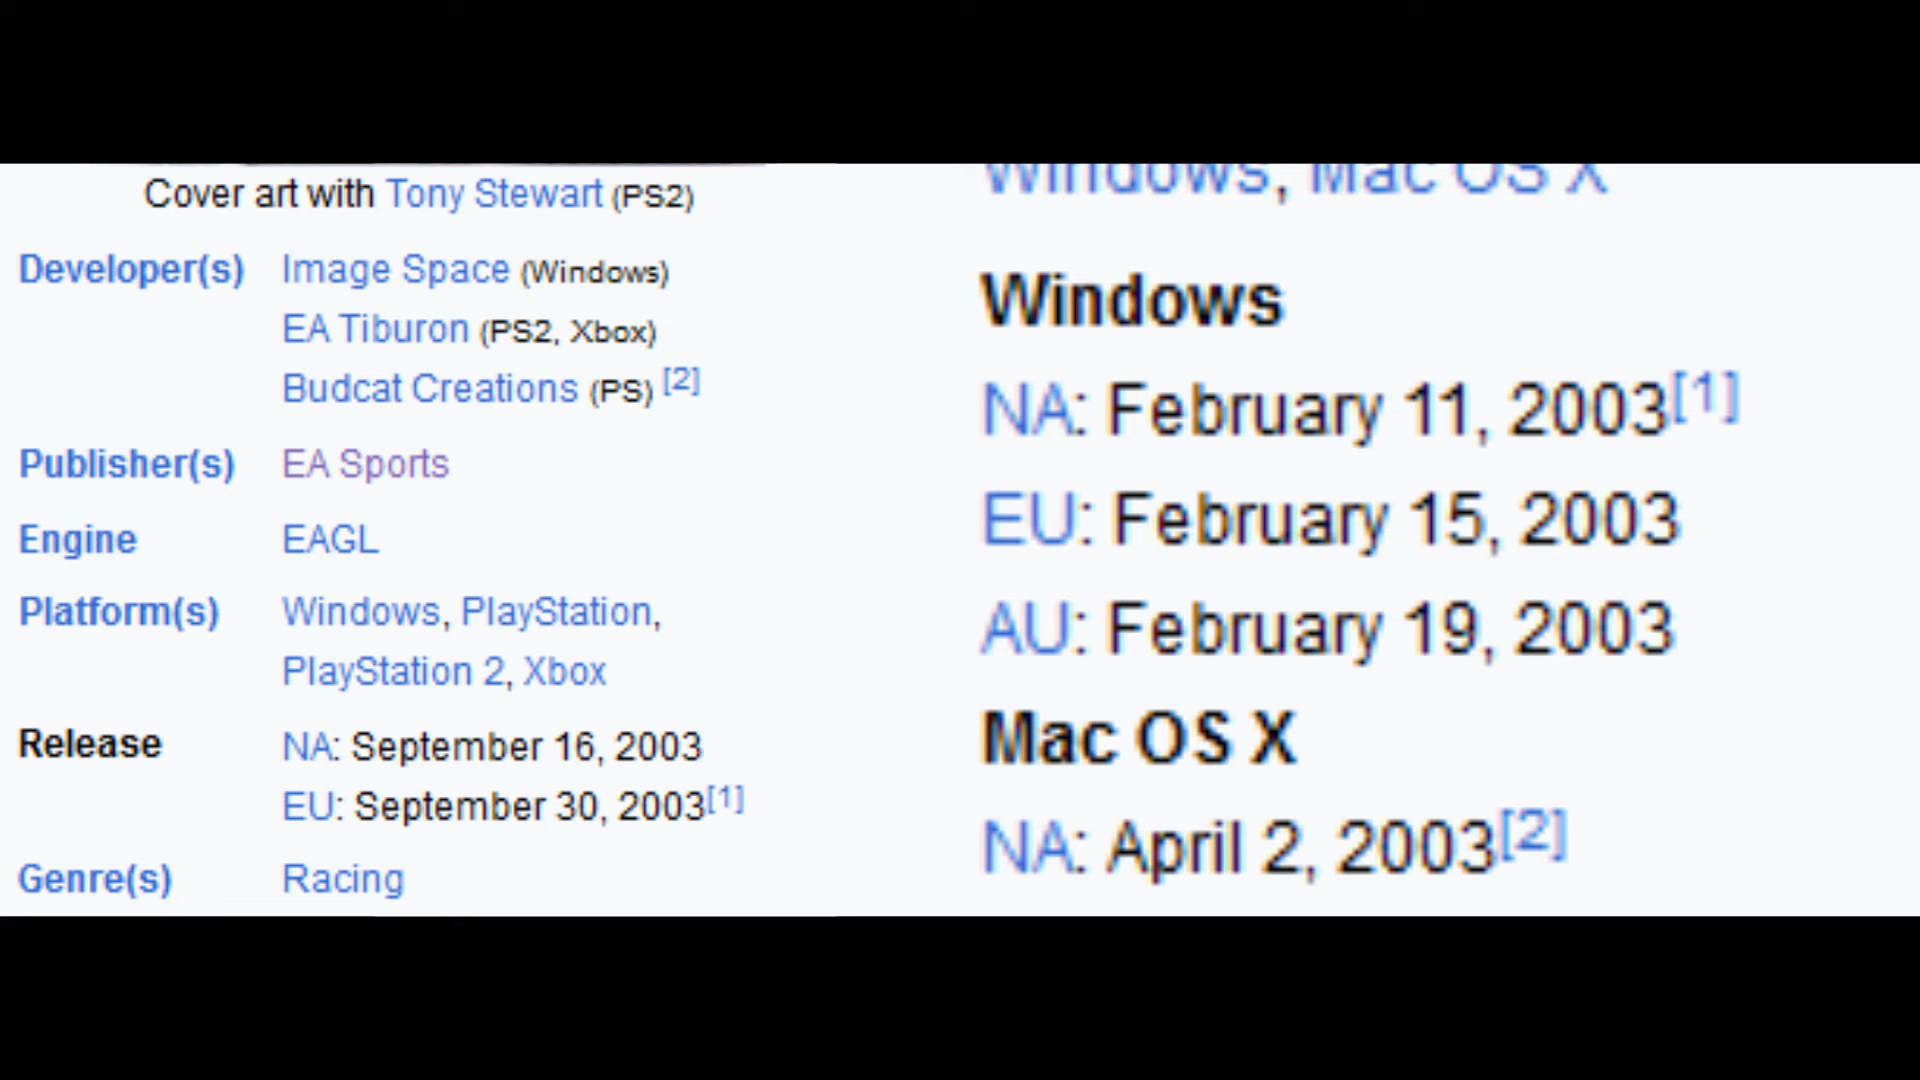 Cover art with Tony Stewart (PS2)
Developer(s) Image Space (Windows)
EA Tiburon (PS2, Xbox)
Budcat Creations (PS) [2]
Publisher(s) EA Sports
Engine EAGL
Platform(s) Windows, PlayStation,
PlayStation 2, Xbox
Release NA: September 16, 2003
EU: September 30, 2003[1]
Genre(s) Racing
Windows, Mac OS X
Windows
NA: February 11, 2003[1]
EU: February 15, 2003
AU: February 19, 2003
Mac OS X
NA: April 2, 2003[2]